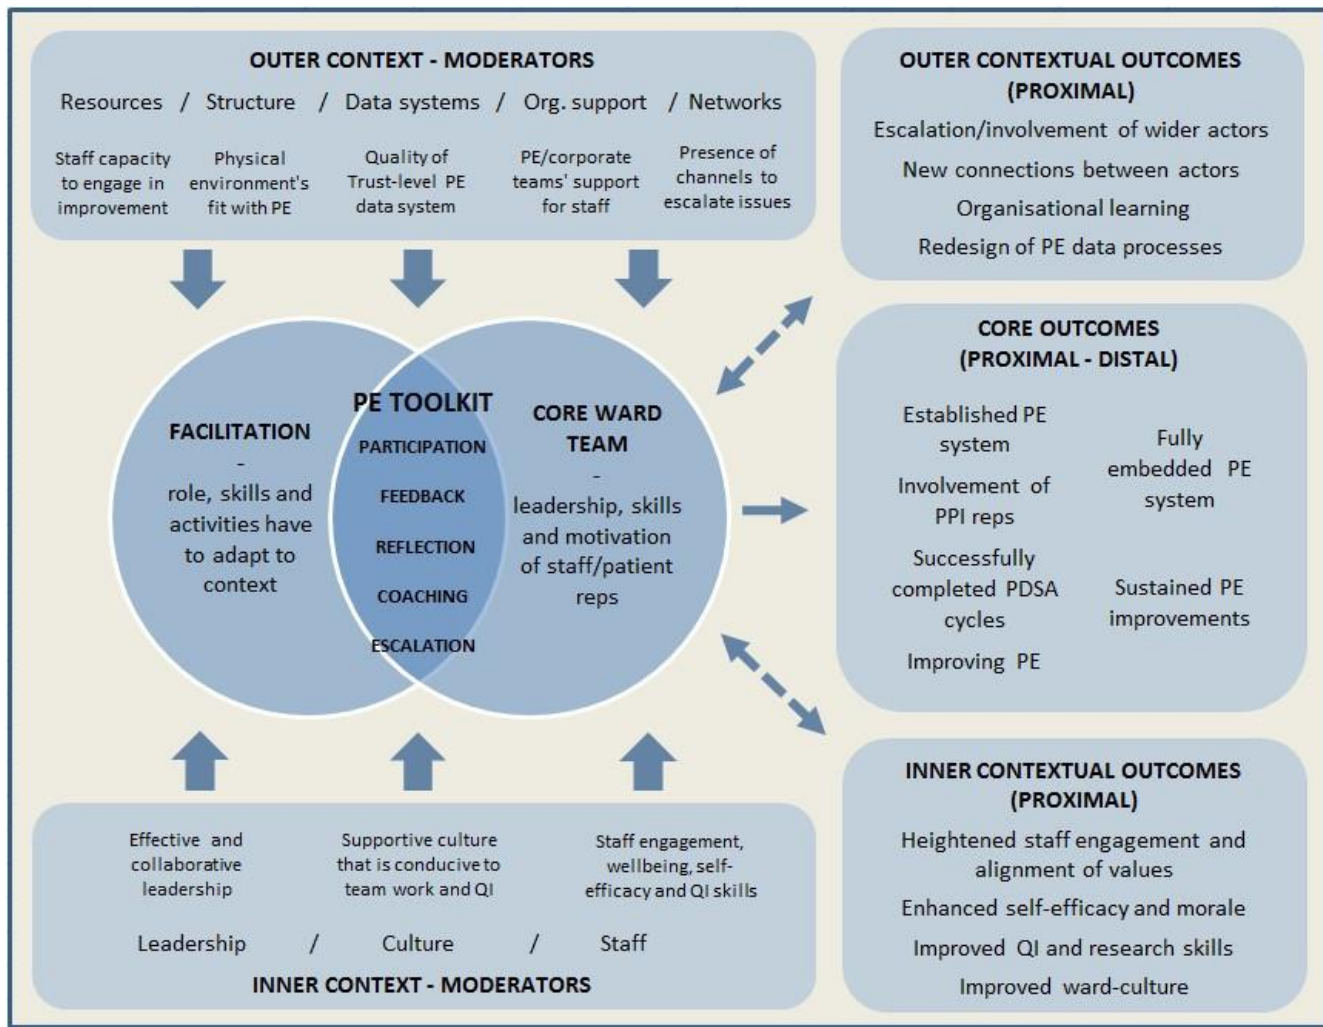 OUTER CONTEXT - MODERATORS
Resources / Structure / Data systems / Org. support / Networks
Staff capacity
to engage in
improvement
Physical
environment's
fit with PE
Quality of
Trust-level PE
data system
PE/corporate
teams' support
for staff
Presence of
channels to
escalate issues
FACILITATION
-
role, skills and
activities have
to adapt to
context
PE TOOLKIT
PARTICIPATION
FEEDBACK
REFLECTION
COACHING
ESCALATION
CORE WARD
TEAM
-
leadership, skills
and motivation
of staff/patient
reps
Effective and
collaborative
leadership
Supportive culture
that is conducive to
team work and QI
Staff engagement,
wellbeing, self-
efficacy and QI skills
Leadership / Culture / Staff
INNER CONTEXT - MODERATORS
OUTER CONTEXTUAL OUTCOMES
(PROXIMAL)
Escalation/involvement of wider actors
New connections between actors
Organisational learning
Redesign of PE data processes
CORE OUTCOMES
(PROXIMAL - DISTAL)
Established PE
system
Involvement of
PPI reps
Successfully
completed PDSA
cycles
Improving PE
Fully
embedded PE
system
Sustained PE
improvements
INNER CONTEXTUAL OUTCOMES
(PROXIMAL)
Heightened staff engagement and
alignment of values
Enhanced self-efficacy and morale
Improved QI and research skills
Improved ward-culture